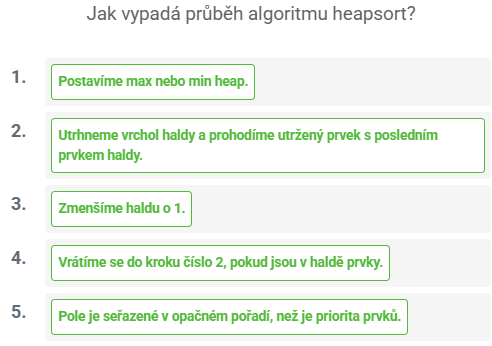 Jak vypadá průběh algoritmu heapsort?
1. Postavíme max nebo min heap.
2. Utrhneme vrchol haldy a prohodíme utržený prvek s posledním
prvkem haldy.
3. Zmenšíme haldu o 1.
4. Vrátíme se do kroku číslo 2, pokud jsou v haldě prvky.
5. Pole je seřazené v opačném pořadí, než je priorita prvků.